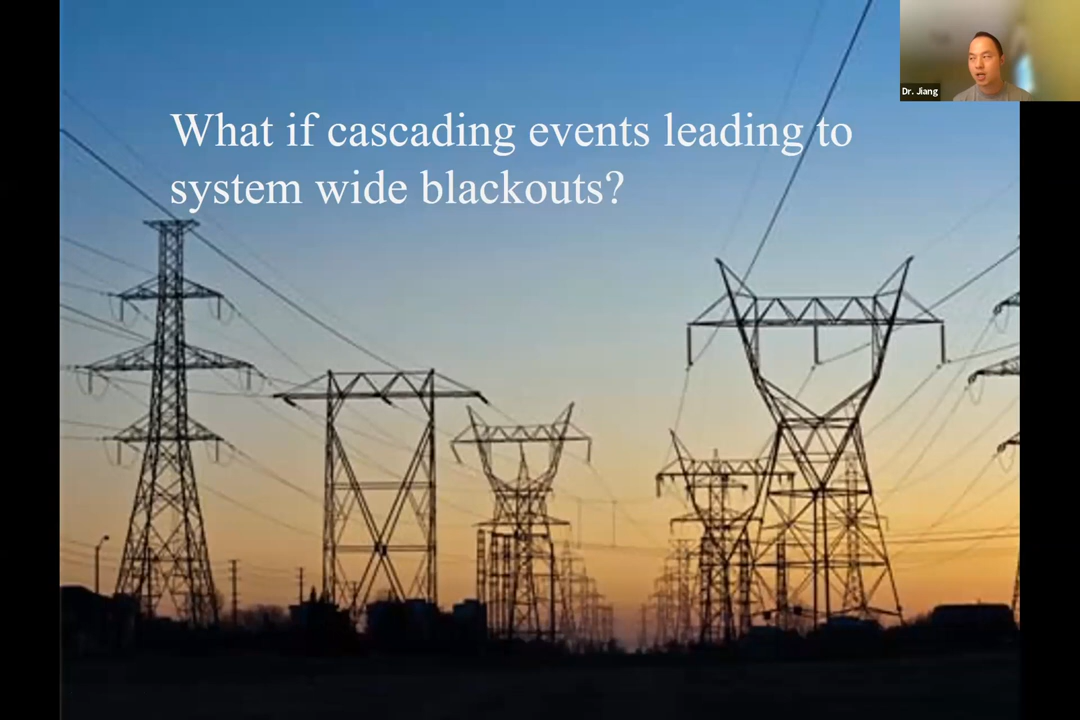 Dr. Jiang
What if cascading events leading to
system wide blackouts?